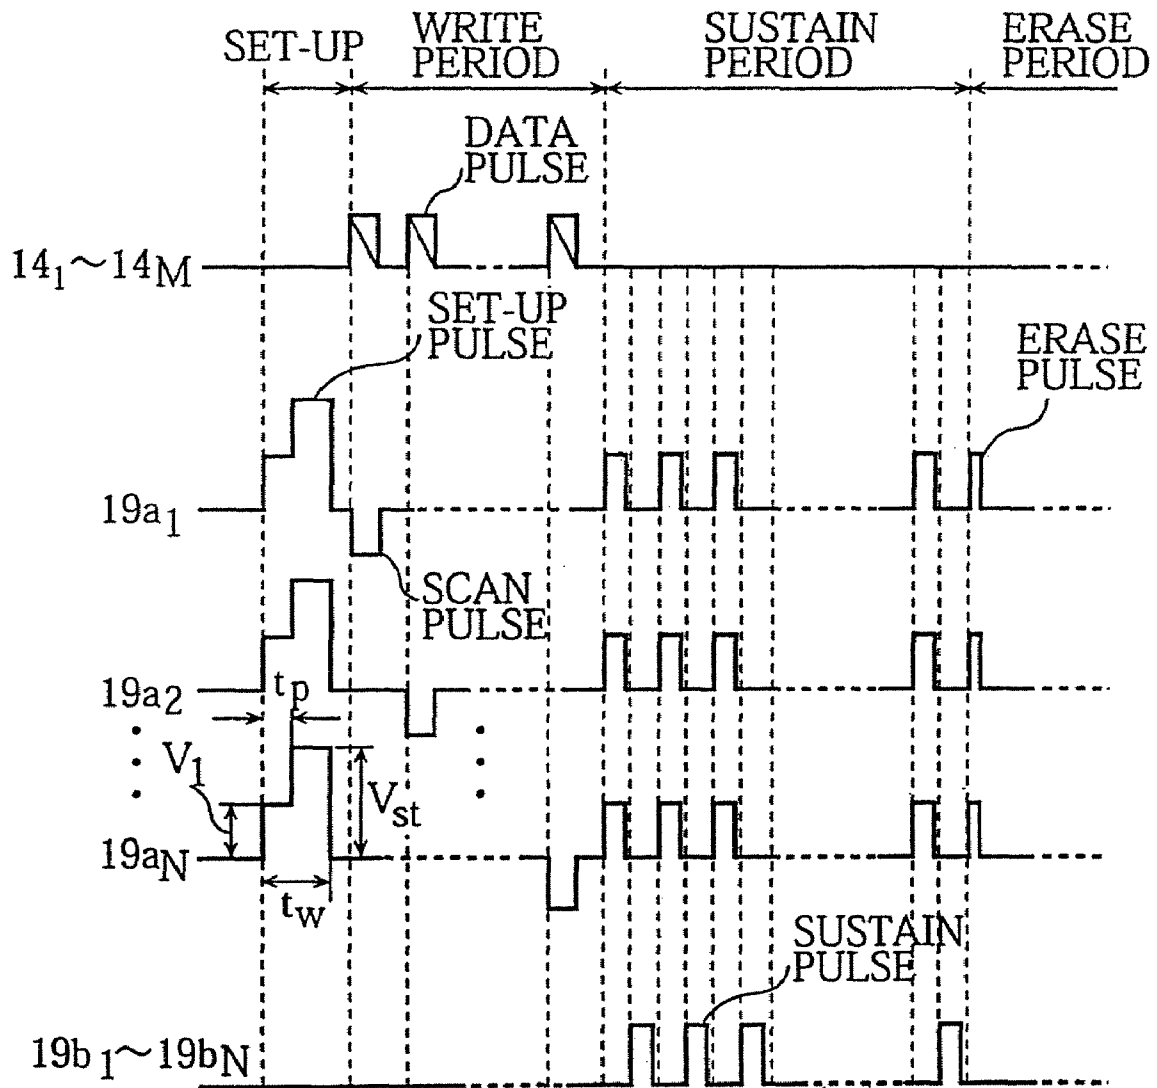 SET-UP
WRITE
PERIOD
SUSTAIN
PERIOD
ERASE
PERIOD
DATA
PULSE
14₁~14M
SET-UP
PULSE
ERASE
PULSE
19a₁
SCAN
PULSE
19a₂
tp
V₁
Vst
19aN
tw
SUSTAIN
PULSE
19b₁~19bN